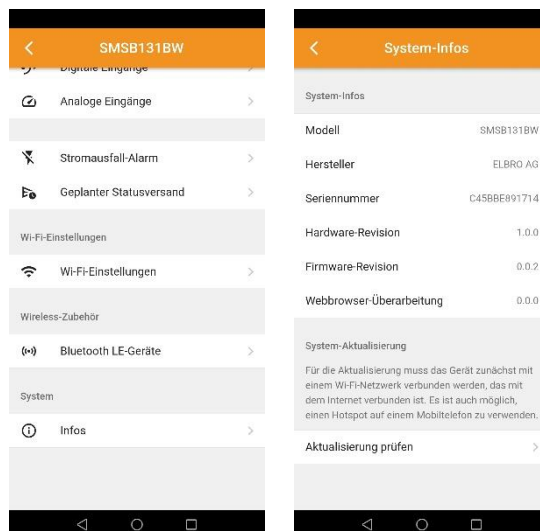 SMSB131BW
Digitale Eingänge
Analoge Eingänge
Stromausfall-Alarm
Geplanter Statusversand
Wi-Fi-Einstellungen
Wi-Fi-Einstellungen
Wireless-Zubehör
Bluetooth LE-Geräte
System
Infos
System-Infos
System-Infos
Modell SMSB131BW
Hersteller ELBRO AG
Seriennummer C45BBE891714
Hardware-Revision 1.0.0
Firmware-Revision 0.0.2
Webbrowser-Überarbeitung 0.0.0
System-Aktualisierung
Für die Aktualisierung muss das Gerät zunächst mit
einem Wi-Fi-Netzwerk verbunden werden, das mit
dem Internet verbunden ist. Es ist auch möglich,
einen Hotspot auf einem Mobiltelefon zu verwenden.
Aktualisierung prüfen